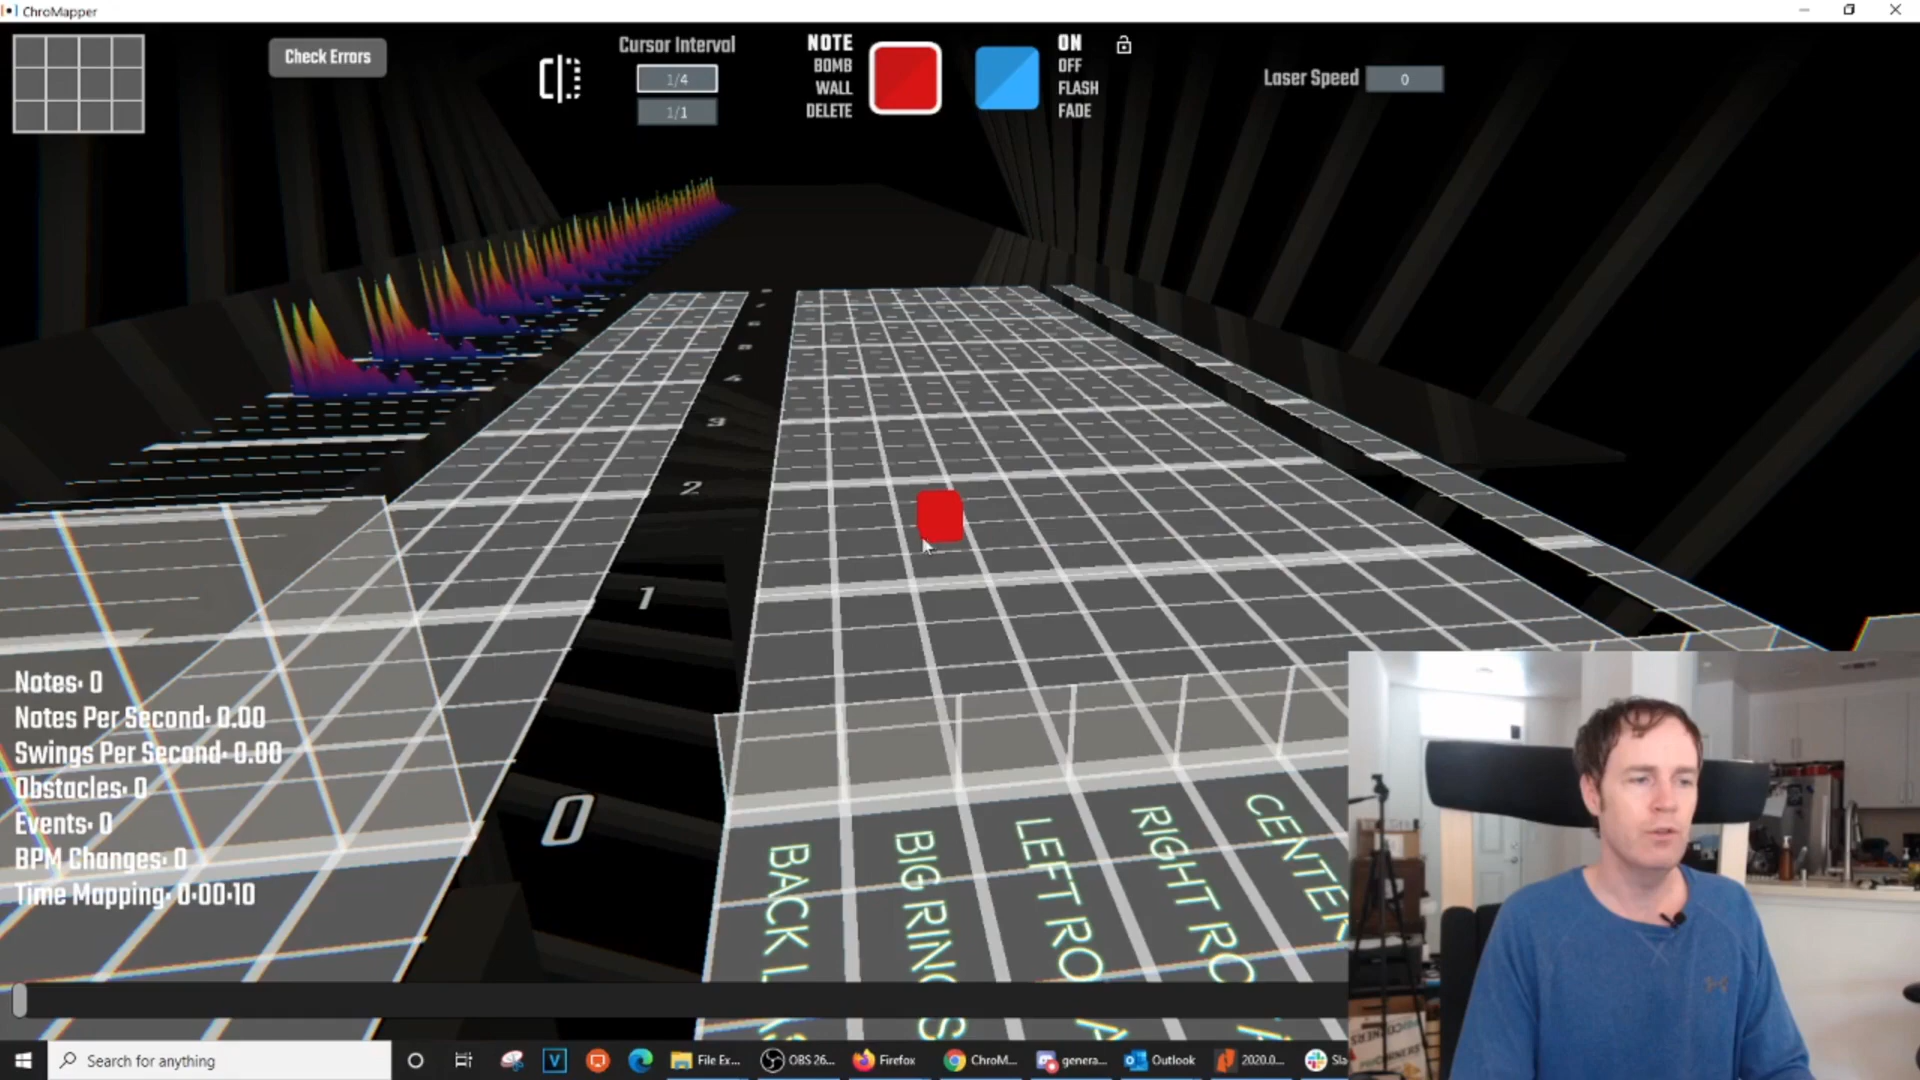 ChroMapper
Check Errors
Cursor Interval
1/4
1/1
NOTE
BOMB
WALL
DELETE
ON
OFF
FLASH
FADE
Laser Speed
0
6
5
4
3
2
1
0
Notes: 0
Notes Per Second: 0.00
Swings Per Second: 0.00
Obstacles: 0
Events: 0
BPM Changes: 0
Time Mapping: 0:00:10
BACK
BIG RING
LEFT RO
RIGHT RO
CENTER
Search for anything
V
File Ex...
OBS 26...
Firefox
ChroM...
genera...
Outlook
2020.0...
Sla